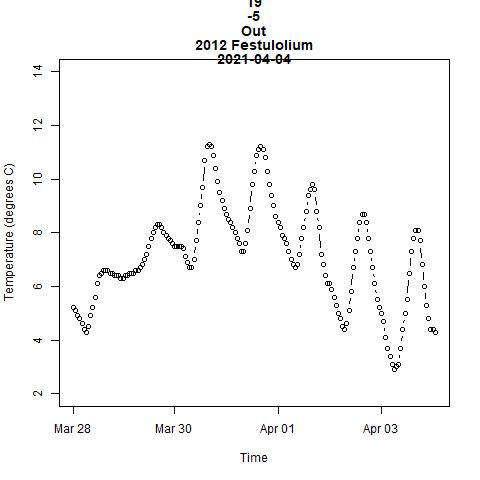 19
-5
Out
2012 Festulolium
2021-04-04
14
12
10
8
6
4
2
Temperature (degrees C)
Mar 28
Mar 30
Apr 01
Apr 03
Time